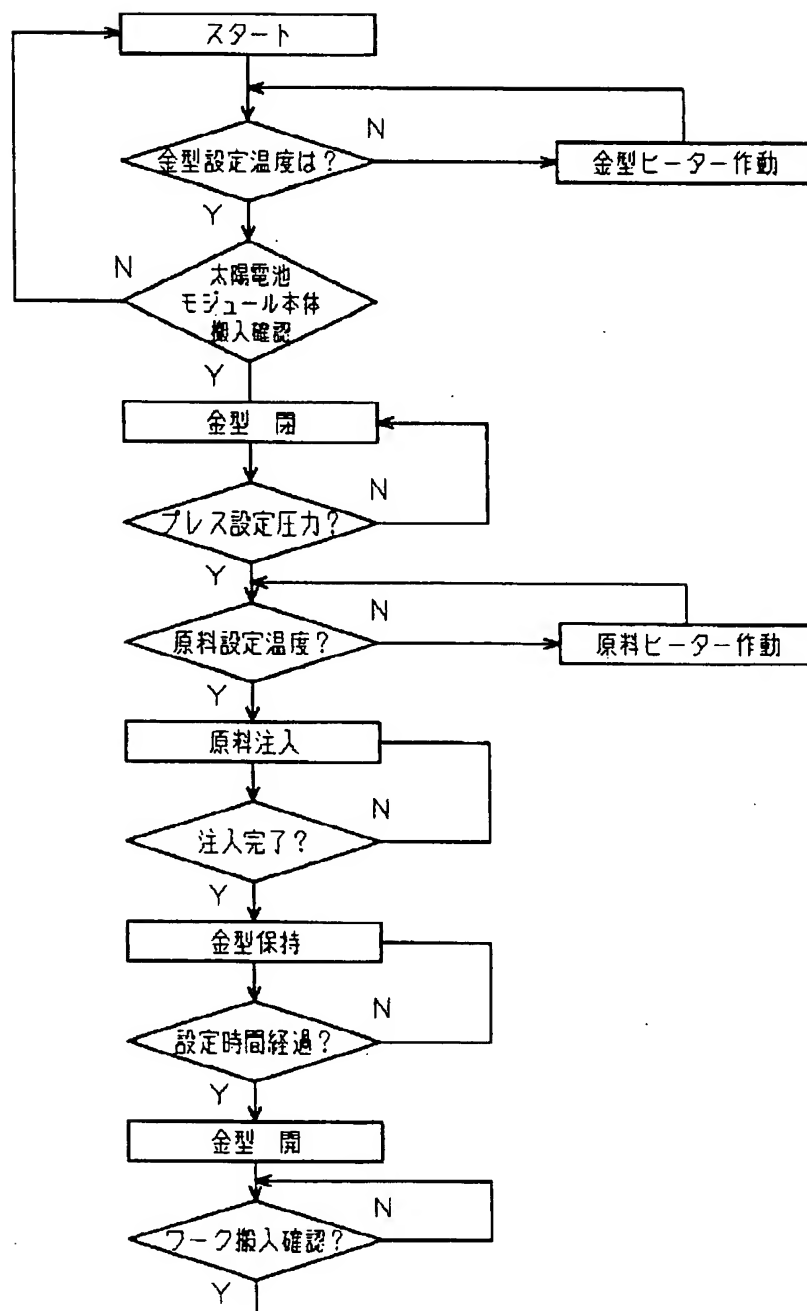 スタート
N
金型設定温度は？
金型ヒーター作動
Y
N
太陽電池
モジュール本体
搬入確認
Y
金型 閉
N
プレス設定圧力？
Y
N
原料設定温度？
原料ヒーター作動
Y
原料注入
N
注入完了？
Y
金型保持
N
設定時間経過？
Y
金型 開
N
ワーク搬入確認？
Y